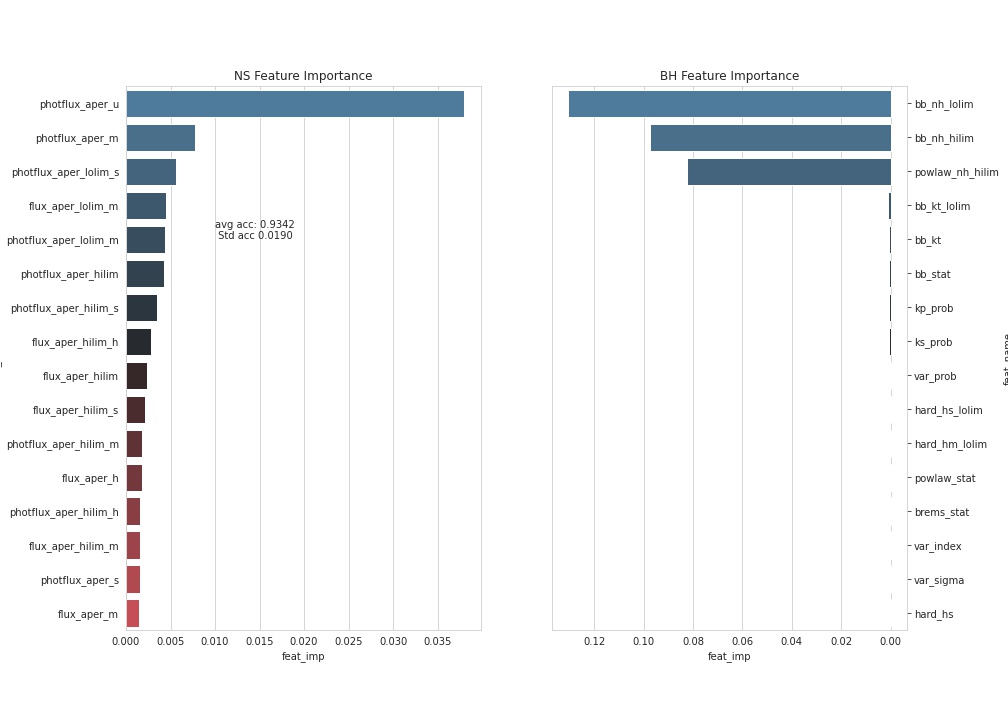 NS Feature Importance
photflux_aper_u
photflux_aper_m
photflux_aper_lolim_s
flux_aper_lolim_m
photflux_aper_lolim_m
photflux_aper_hilim
photflux_aper_hilim_s
flux_aper_hilim_h
flux_aper_hilim
flux_aper_hilim_s
photflux_aper_hilim_m
flux_aper_h
photflux_aper_hilim_h
flux_aper_hilim_m
photflux_aper_s
flux_aper_m
avg acc: 0.9342
Std acc 0.0190
0.000 0.005 0.010 0.015 0.020 0.025 0.030 0.035
feat_imp
BH Feature Importance
bb_nh_lolim
bb_nh_hilim
powlaw_nh_hilim
bb_kt_lolim
bb_kt
bb_stat
kp_prob
ks_prob
var_prob
hard_hs_lolim
hard_hm_lolim
powlaw_stat
brems_stat
var_index
var_sigma
hard_hs
0.12 0.10 0.08 0.06 0.04 0.02 0.00
feat_imp
feat_name